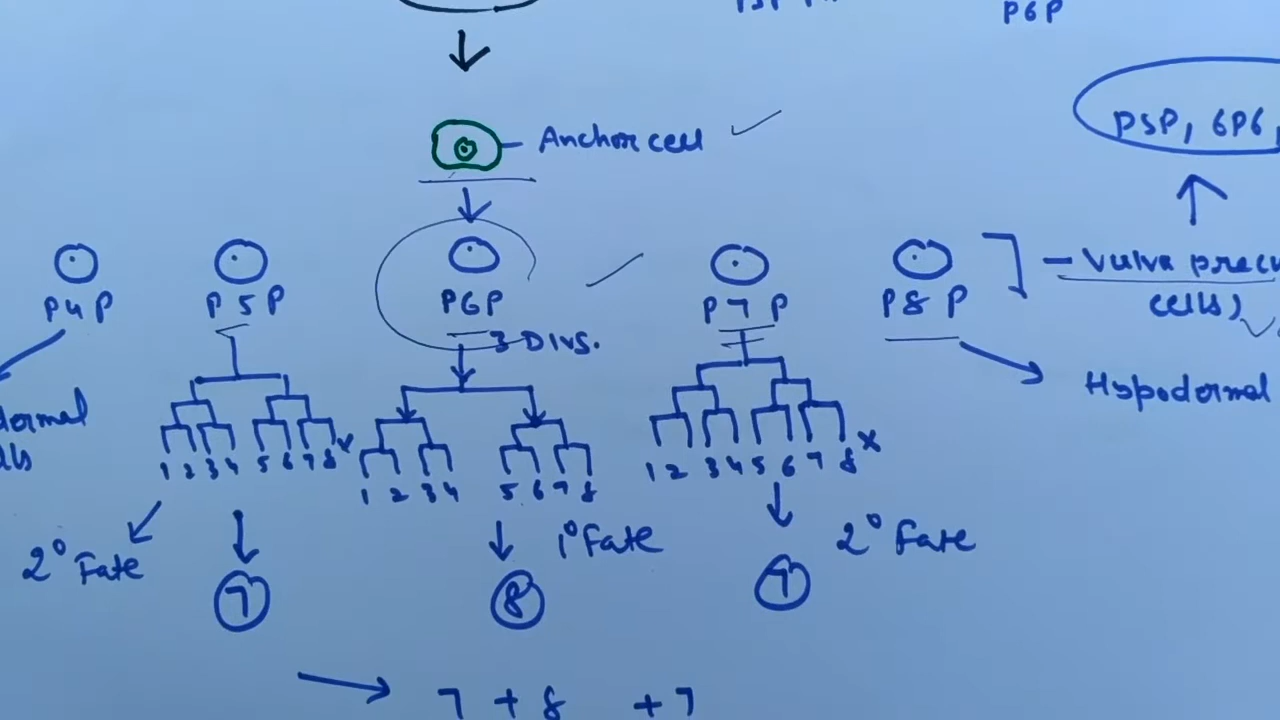 P6P
Anchor cell
P5P, 6P6,
P4P
P5P
P6P
P7P
P8P
- Vulva precu
cells)
3 Divs.
Hypodermal
dermal
lls
1 2 3 4 5 6 7 8 x
1 2 3 4 5 6 7 8
1 2 3 4 5 6 7 8 x
2° Fate
1° Fate
2° Fate
7
8
7
7 + 8 + 7